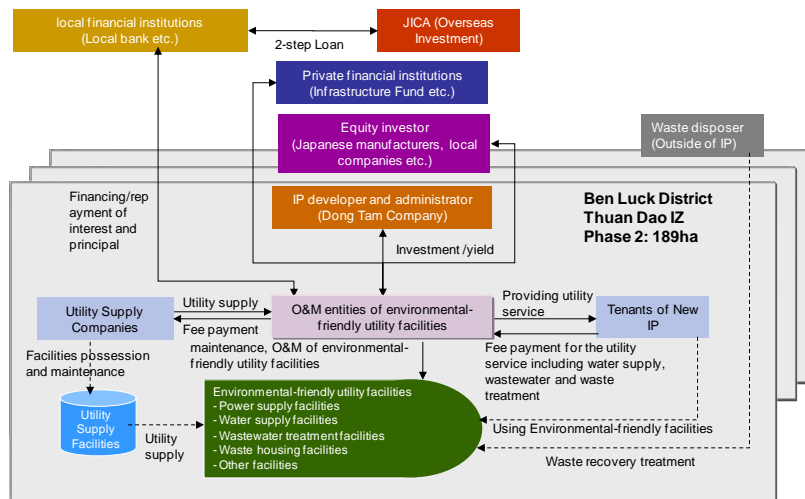 local financial institutions
(Local bank etc.)
2-step Loan
JICA (Overseas
Investment)
Private financial institutions
(Infrastructure Fund etc.)
Equity investor
(Japanese manufacturers, local
companies etc.)
Waste disposer
(Outside of IP)
Financing/rep
ayment of
interest and
principal
IP developer and administrator
(Dong Tam Company)
Ben Luck District
Thuan Dao IZ
Phase 2: 189ha
Investment /yield
Utility Supply
Companies
Utility supply
Fee payment
maintenance, O&M of environmental-
friendly utility facilities
O&M entities of environmental-
friendly utility facilities
Providing utility
service
Tenants of New
IP
Fee payment for the utility
service including water supply,
wastewater and waste
treatment
Facilities possession
and maintenance
Utility
Supply
Facilities
Utility
supply
Environmental-friendly utility facilities
- Power supply facilities
- Water supply facilities
- Wastewater treatment facilities
- Waste housing facilities
- Other facilities
Using Environmental-friendly facilities
Waste recovery treatment